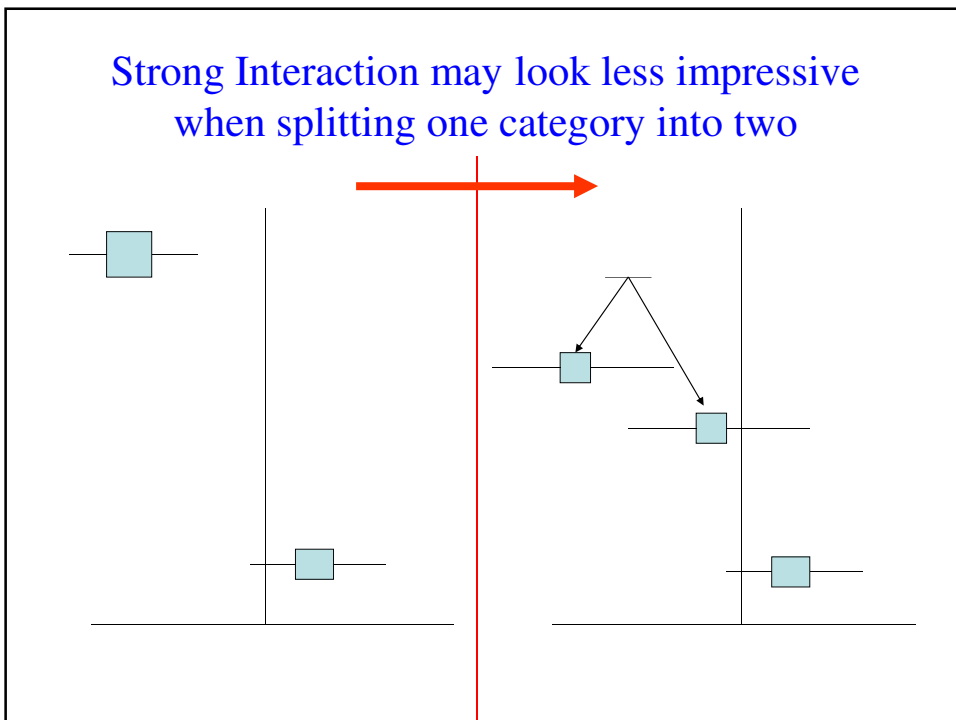 Strong Interaction may look less impressive
when splitting one category into two